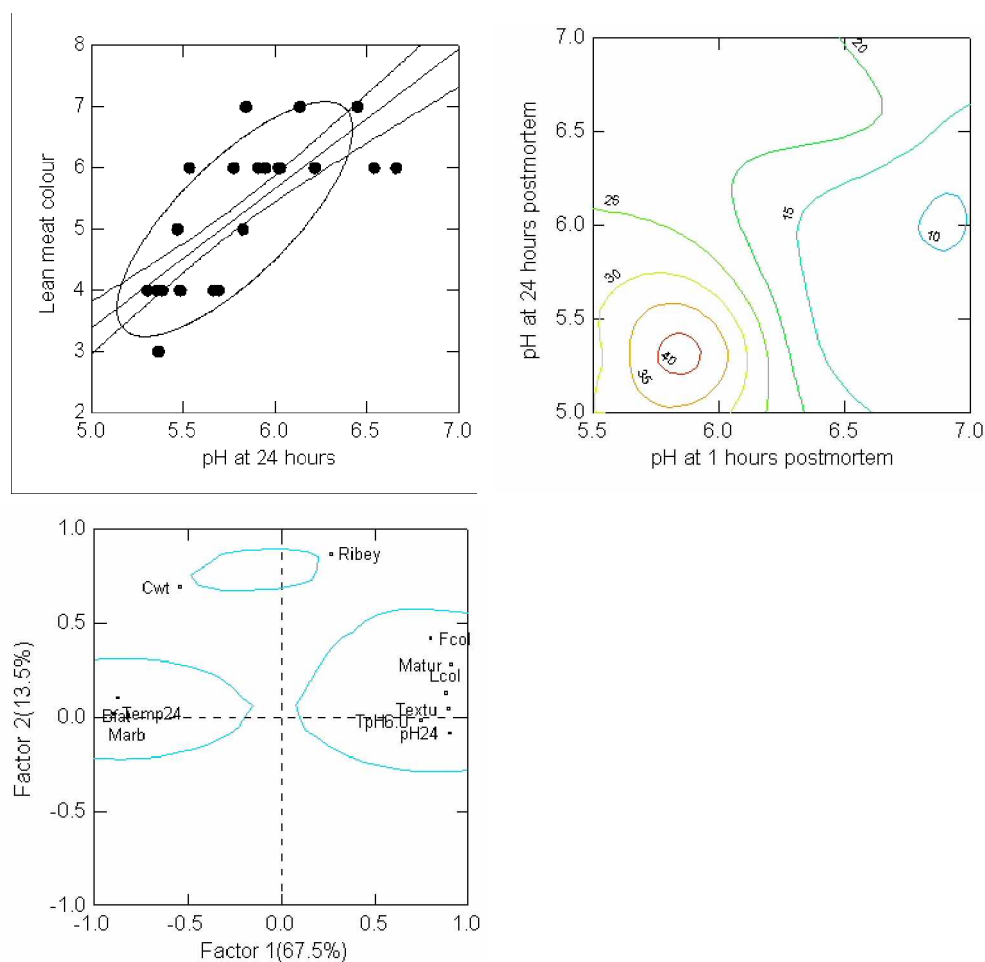 8
7
6
5
4
3
2
Lean meat colour
5.0 5.5 6.0 6.5 7.0
pH at 24 hours
7.0
6.5
6.0
5.5
5.0
pH at 24 hours postmortem
20
25
15
30
10
40
35
5.5 6.0 6.5 7.0
pH at 1 hours postmortem
1.0
0.5
0.0
-0.5
-1.0
Factor 2(13.5%)
Ribey
Cwt
Fcol
Matur
Lcol
Textu
Temp24
TpH6.0
pH24
Marb
-1.0 -0.5 0.0 0.5 1.0
Factor 1(67.5%)